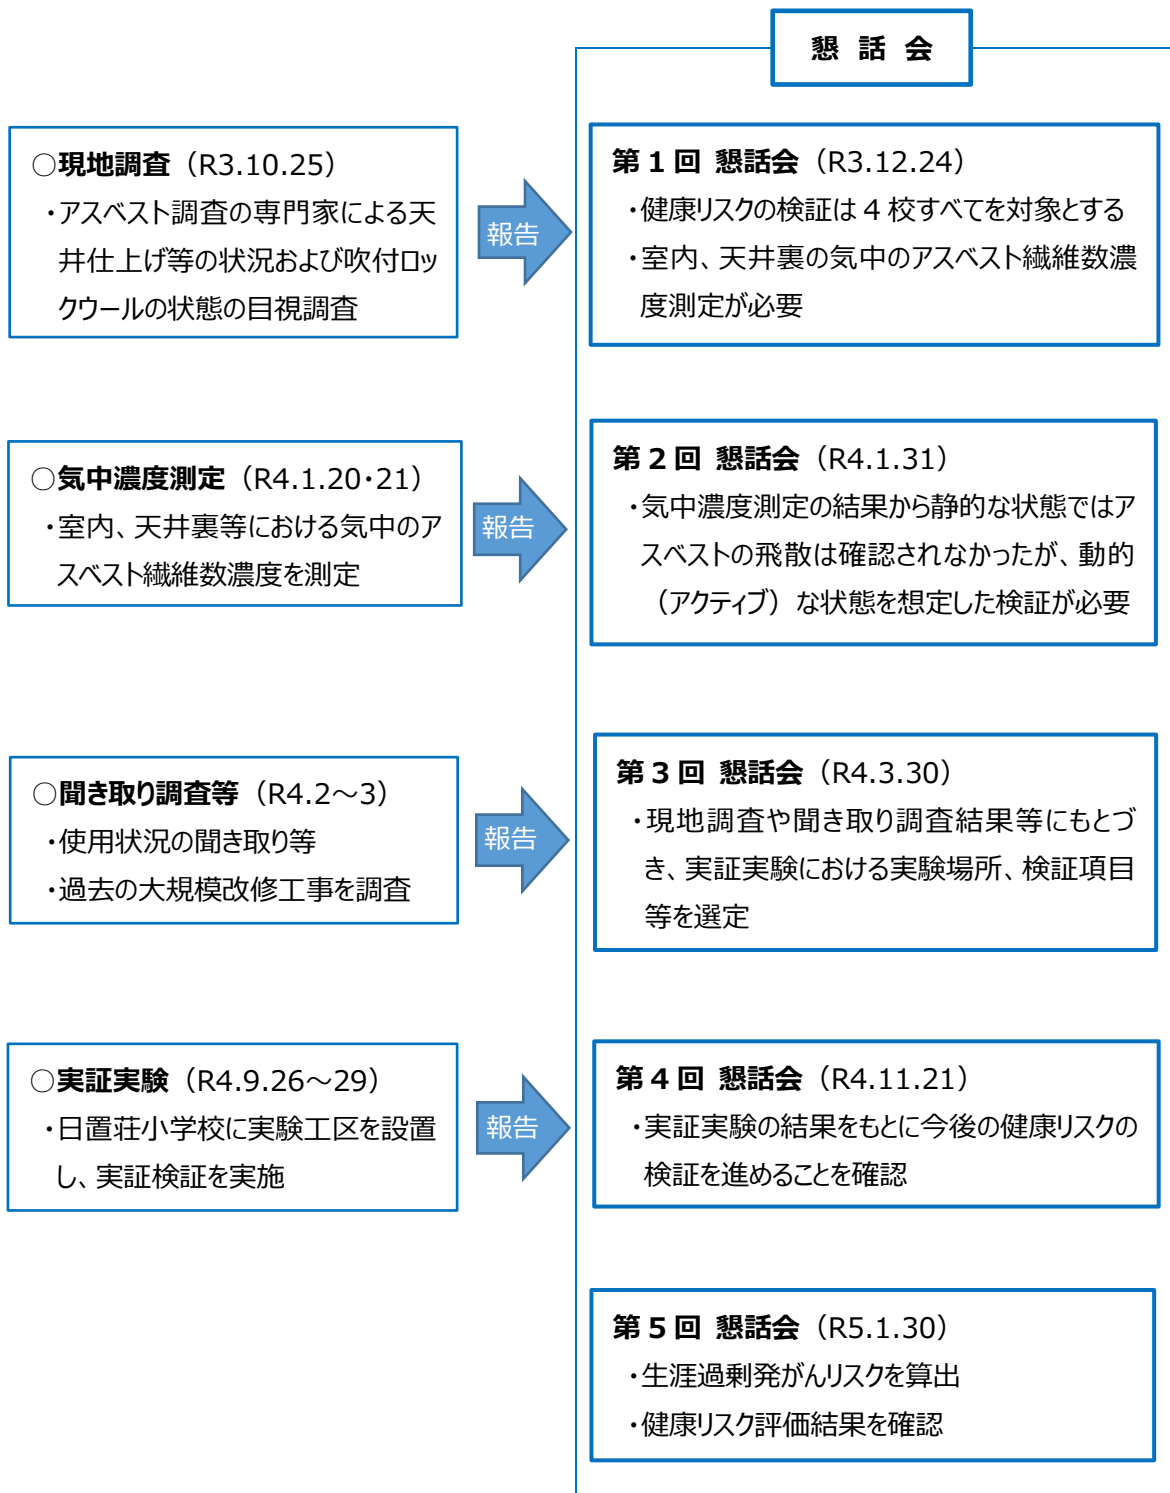 懇 話 会
○現地調査（R3.10.25）
・アスベスト調査の専門家による天
井仕上げ等の状況および吹付ロッ
クウールの状態の目視調査
報告
第１回 懇話会（R3.12.24）
・健康リスクの検証は４校すべてを対象とする
・室内、天井裏の気中のアスベスト繊維数濃
度測定が必要
○気中濃度測定（R4.1.20・21）
・室内、天井裏等における気中のア
スベスト繊維数濃度を測定
報告
第２回 懇話会（R4.1.31）
・気中濃度測定の結果から静的な状態ではア
スベストの飛散は確認されなかったが、動的
（アクティブ）な状態を想定した検証が必要
○聞き取り調査等（R4.2～3）
・使用状況の聞き取り等
・過去の大規模改修工事を調査
報告
第３回 懇話会（R4.3.30）
・現地調査や聞き取り調査結果等にもとづ
き、実証実験における実験場所、検証項目
等を選定
○実証実験（R4.9.26～29）
・日置荘小学校に実験工区を設置
し、実証検証を実施
報告
第４回 懇話会（R4.11.21）
・実証実験の結果をもとに今後の健康リスクの
検証を進めることを確認
第５回 懇話会（R5.1.30）
・生涯過剰発がんリスクを算出
・健康リスク評価結果を確認